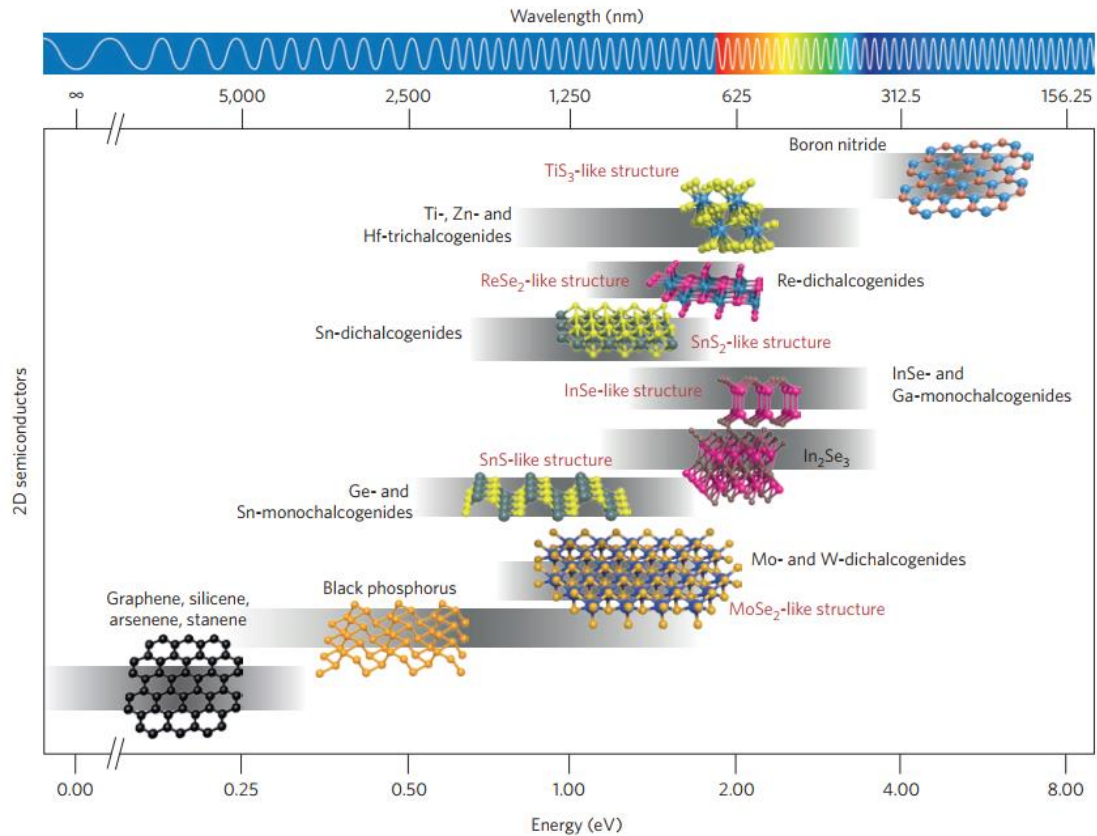 Wavelength (nm)
∞ 5,000 2,500 1,250 625 312.5 156.25
Boron nitride
TiS₃-like structure
Ti-, Zn- and
Hf-trichalcogenides
ReSe₂-like structure
Re-dichalcogenides
Sn-dichalcogenides
SnS₂-like structure
InSe-like structure
InSe- and
Ga-monochalcogenides
In₂Se₃
SnS-like structure
Ge- and
Sn-monochalcogenides
Mo- and W-dichalcogenides
MoSe₂-like structure
Black phosphorus
Graphene, silicene,
arsenene, stanene
2D semiconductors
0.00 0.25 0.50 1.00 2.00 4.00 8.00
Energy (eV)